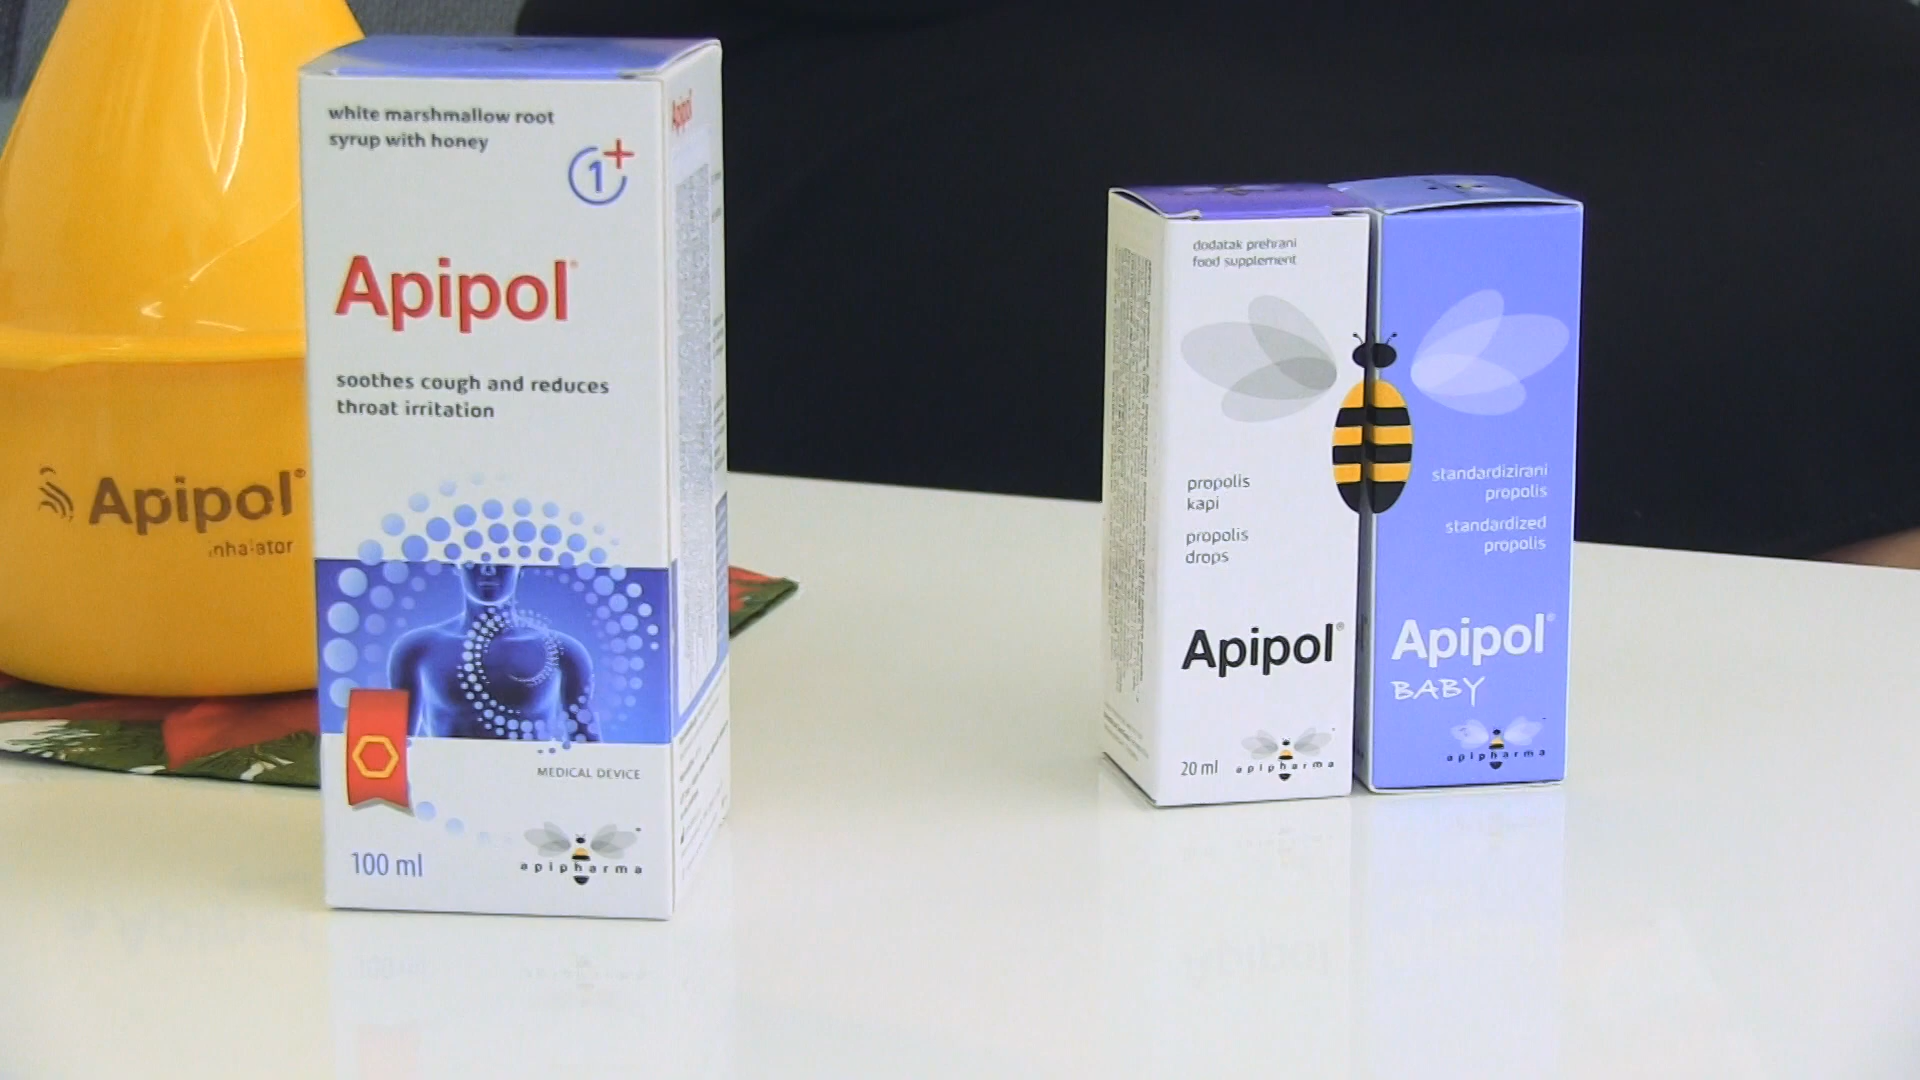 white marshmallow root
syrup with honey
1+
Apipol®
soothes cough and reduces
throat irritation
MEDICAL DEVICE
100 ml
apipharma
Apipol
Apipol®
inhalator
dodatak prehrani
food supplement
propolis
kapi
propolis
drops
Apipol®
20 ml
apipharma
standardizirani
propolis
standardized
propolis
Apipol®
BABY
apipharma